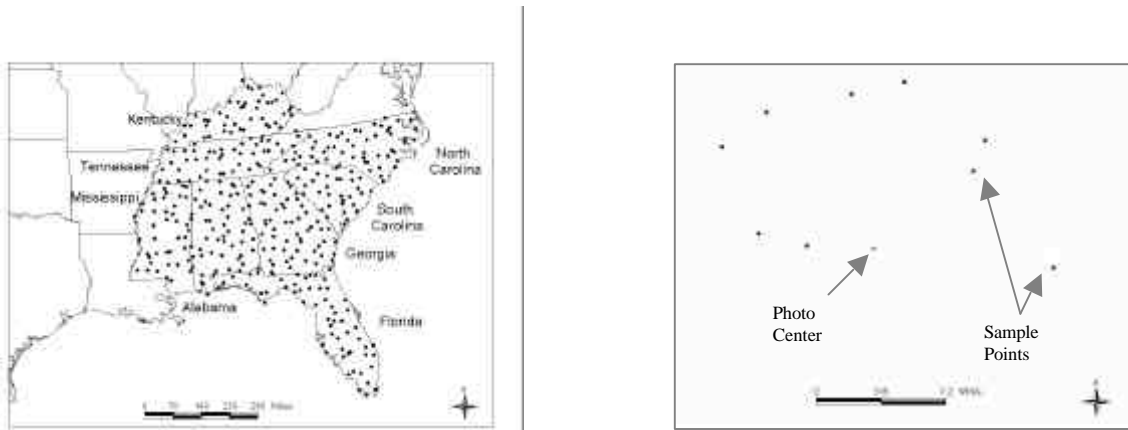 Kentucky
Tennessee
Mississippi
North
Carolina
South
Carolina
Georgia
Alabama
Florida
Miles
Photo
Center
Sample
Points